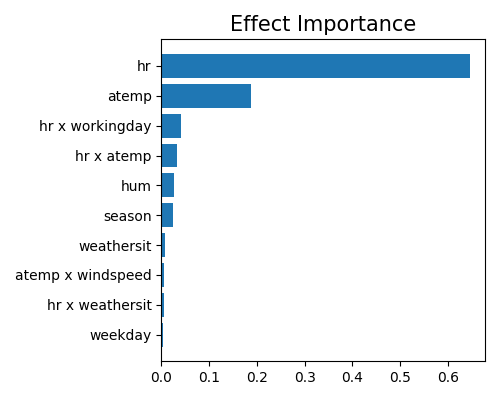 Effect Importance
hr
atemp
hr x workingday
hr x atemp
hum
season
weathersit
atemp x windspeed
hr x weathersit
weekday
0.0 0.1 0.2 0.3 0.4 0.5 0.6